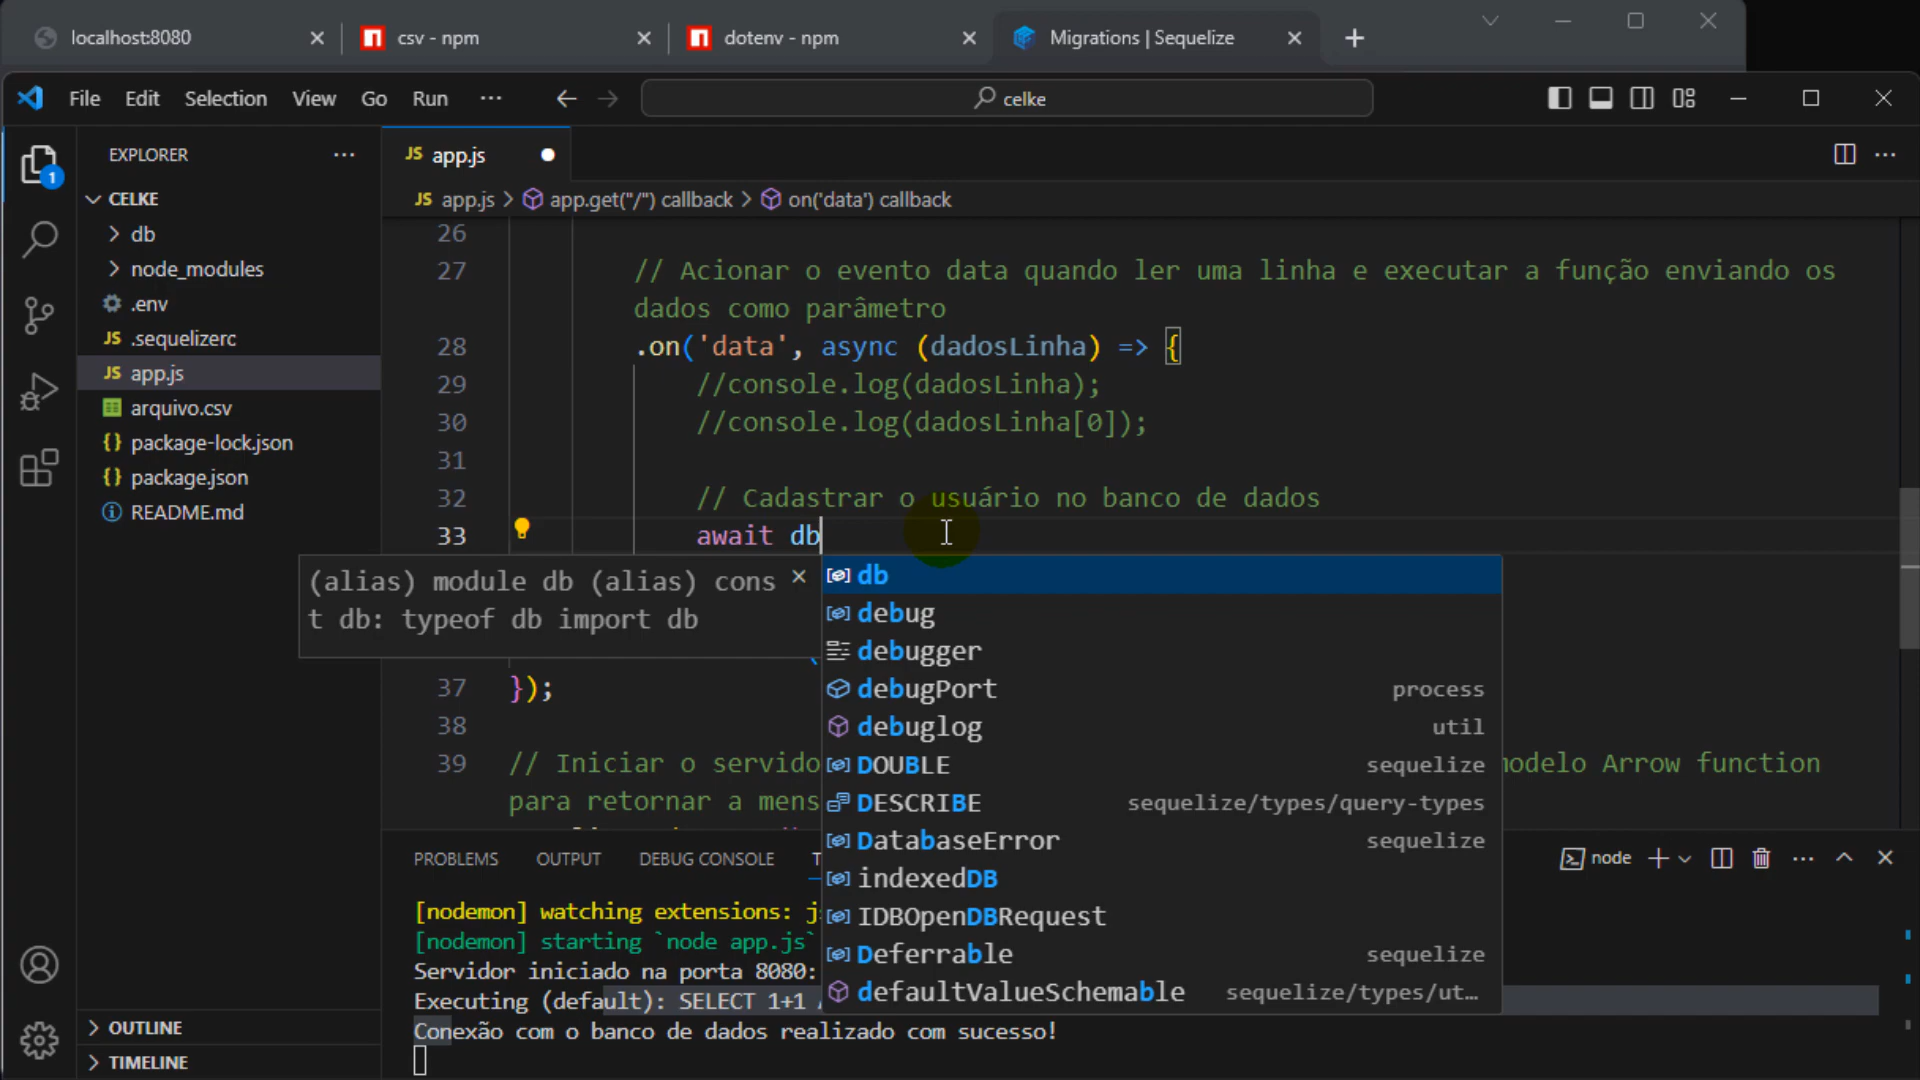 localhost:8080
csv - npm
dotenv - npm
Migrations | Sequelize
File Edit Selection View Go Run ···
celke
EXPLORER
CELKE
db
node_modules
.env
JS .sequelizerc
JS app.js
arquivo.csv
{} package-lock.json
{} package.json
README.md
OUTLINE
TIMELINE
1
JS app.js
JS app.js > app.get("/") callback > on('data') callback
26
27 // Acionar o evento data quando ler uma linha e executar a função enviando os
dados como parâmetro
28 .on('data', async (dadosLinha) => {
29 //console.log(dadosLinha);
30 //console.log(dadosLinha[0]);
31
32 // Cadastrar o usuário no banco de dados
33 await db
(alias) module db (alias) cons
t db: typeof db import db
db
debug
debugger
debugPort process
debuglog util
DOUBLE sequelize
DESCRIBE sequelize/types/query-types
DatabaseError sequelize
indexedDB
IDBOpenDBRequest
Deferrable sequelize
defaultValueSchemable sequelize/types/ut…
37 });
38
39 // Iniciar o servido modelo Arrow function
para retornar a mens
PROBLEMS OUTPUT DEBUG CONSOLE T
node
[nodemon] watching extensions: j
[nodemon] starting `node app.js`
Servidor iniciado na porta 8080:
Executing (default): SELECT 1+1
Conexão com o banco de dados realizado com sucesso!